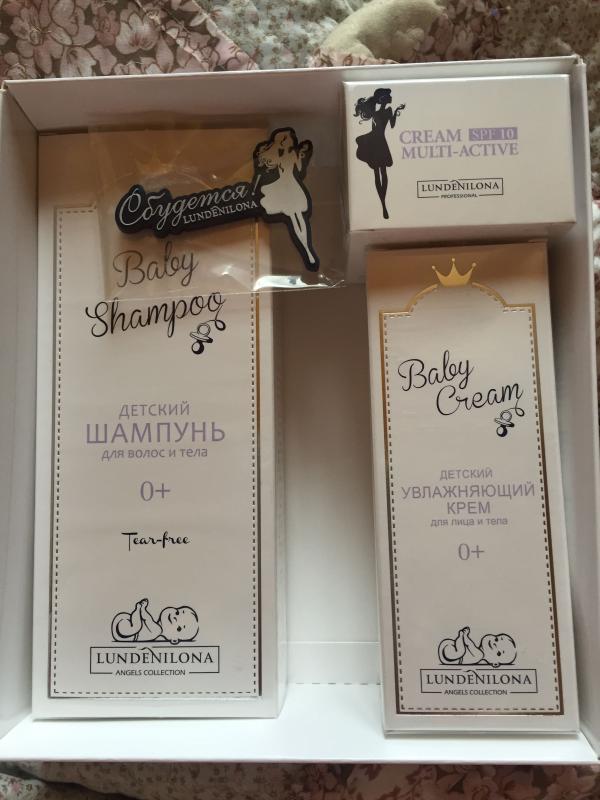 Сбудется!
LUNDENILONA
Baby
Shampoo
ДЕТСКИЙ
ШАМПУНЬ
для волос и тела
0+
Tear-free
LUNDENILONA
ANGELS COLLECTION
CREAM SPF 10
MULTI-ACTIVE
LUNDENILONA
PROFESSIONAL
Baby
Cream
ДЕТСКИЙ
УВЛАЖНЯЮЩИЙ
КРЕМ
для лица и тела
0+
LUNDENILONA
ANGELS COLLECTION